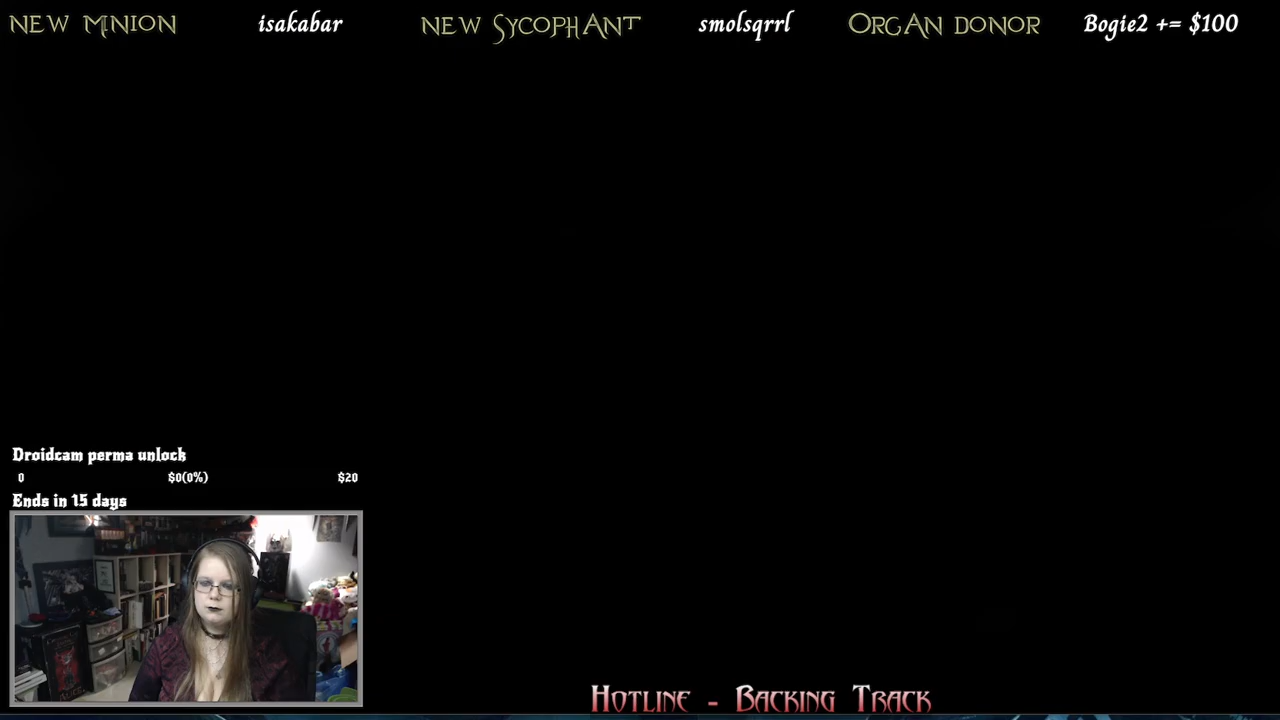 NEW MINION isakabar NEW SYCOPHANT smolsqrrl ORGAN DONOR Bogie2 += $100
Droidcam perma unlock
0 $0(0%) $20
Ends in 15 days
HOTLINE - BACKING TRACK